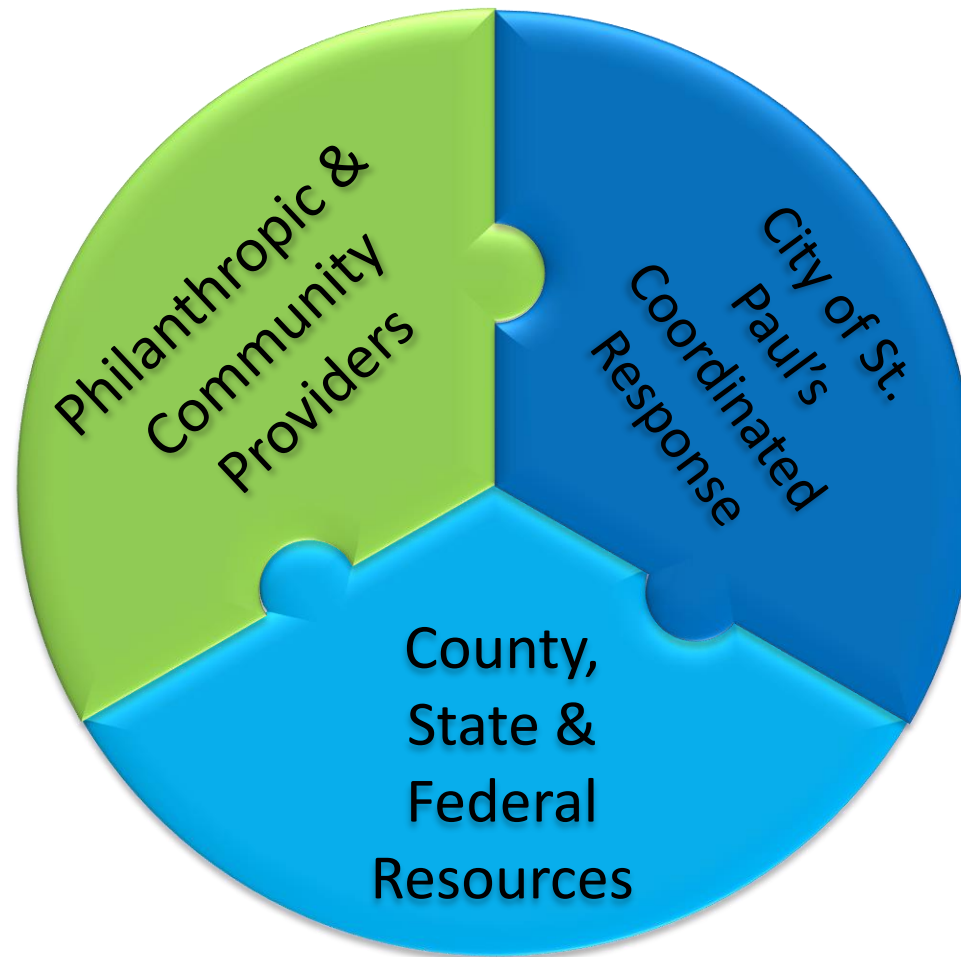 Philanthropic &
Community
Providers
City of St.
Paul’s
Coordinated
Response
County,
State &
Federal
Resources